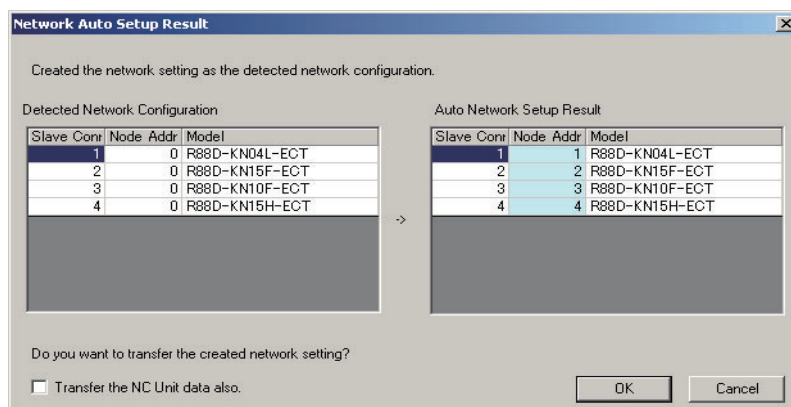 Network Auto Setup Result
Created the network setting as the detected network configuration.
Detected Network Configuration
Slave Conr Node Addr Model
1 0 R88D-KN04L-ECT
2 0 R88D-KN15F-ECT
3 0 R88D-KN10F-ECT
4 0 R88D-KN15H-ECT
->
Auto Network Setup Result
Slave Conr Node Addr Model
1 1 R88D-KN04L-ECT
2 2 R88D-KN15F-ECT
3 3 R88D-KN10F-ECT
4 4 R88D-KN15H-ECT
Do you want to transfer the created network setting?
Transfer the NC Unit data also.
OK
Cancel